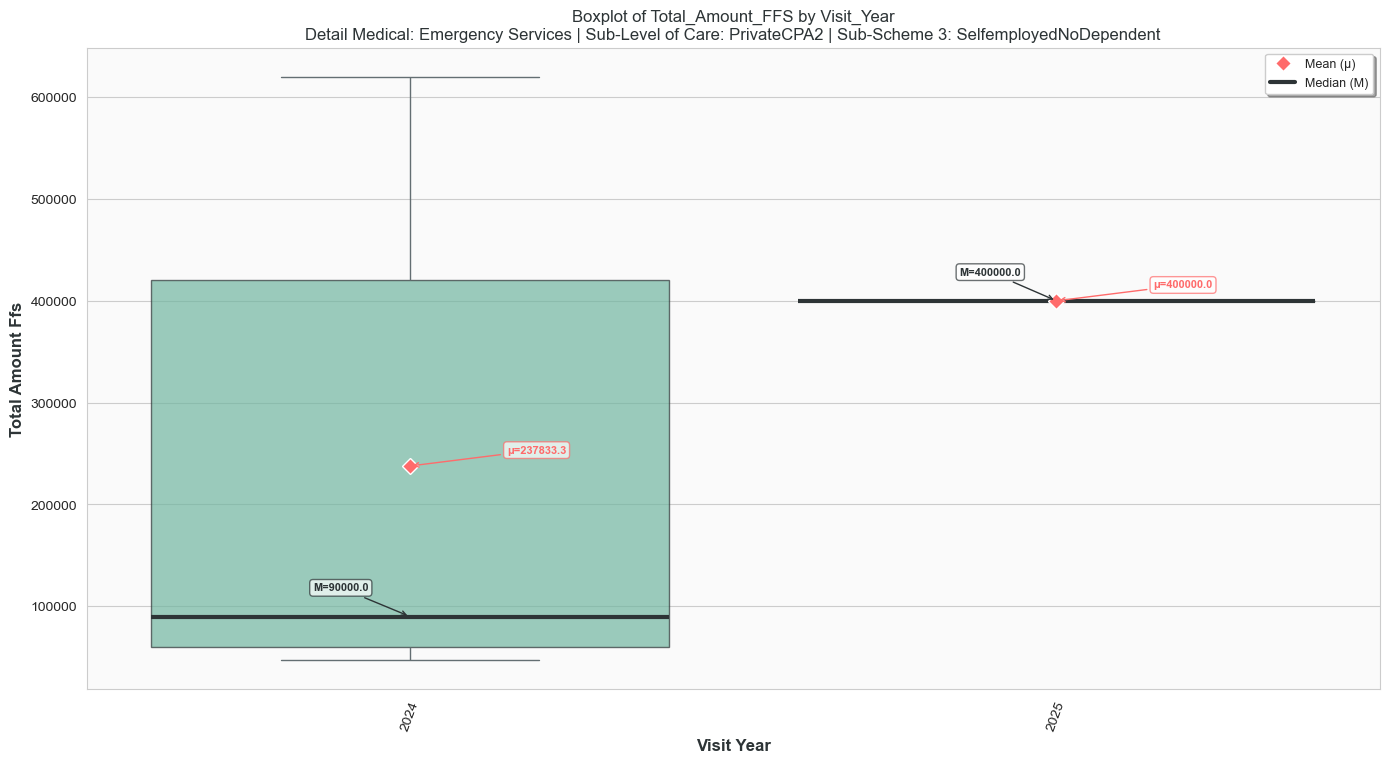 Boxplot of Total_Amount_FFS by Visit_Year
Detail Medical: Emergency Services | Sub-Level of Care: PrivateCPA2 | Sub-Scheme 3: SelfemployedNoDependent
Mean (μ)
Median (M)
Total Amount Ffs
600000
500000
400000
300000
200000
100000
M=400000.0
μ=400000.0
μ=237833.3
M=90000.0
2024
2025
Visit Year